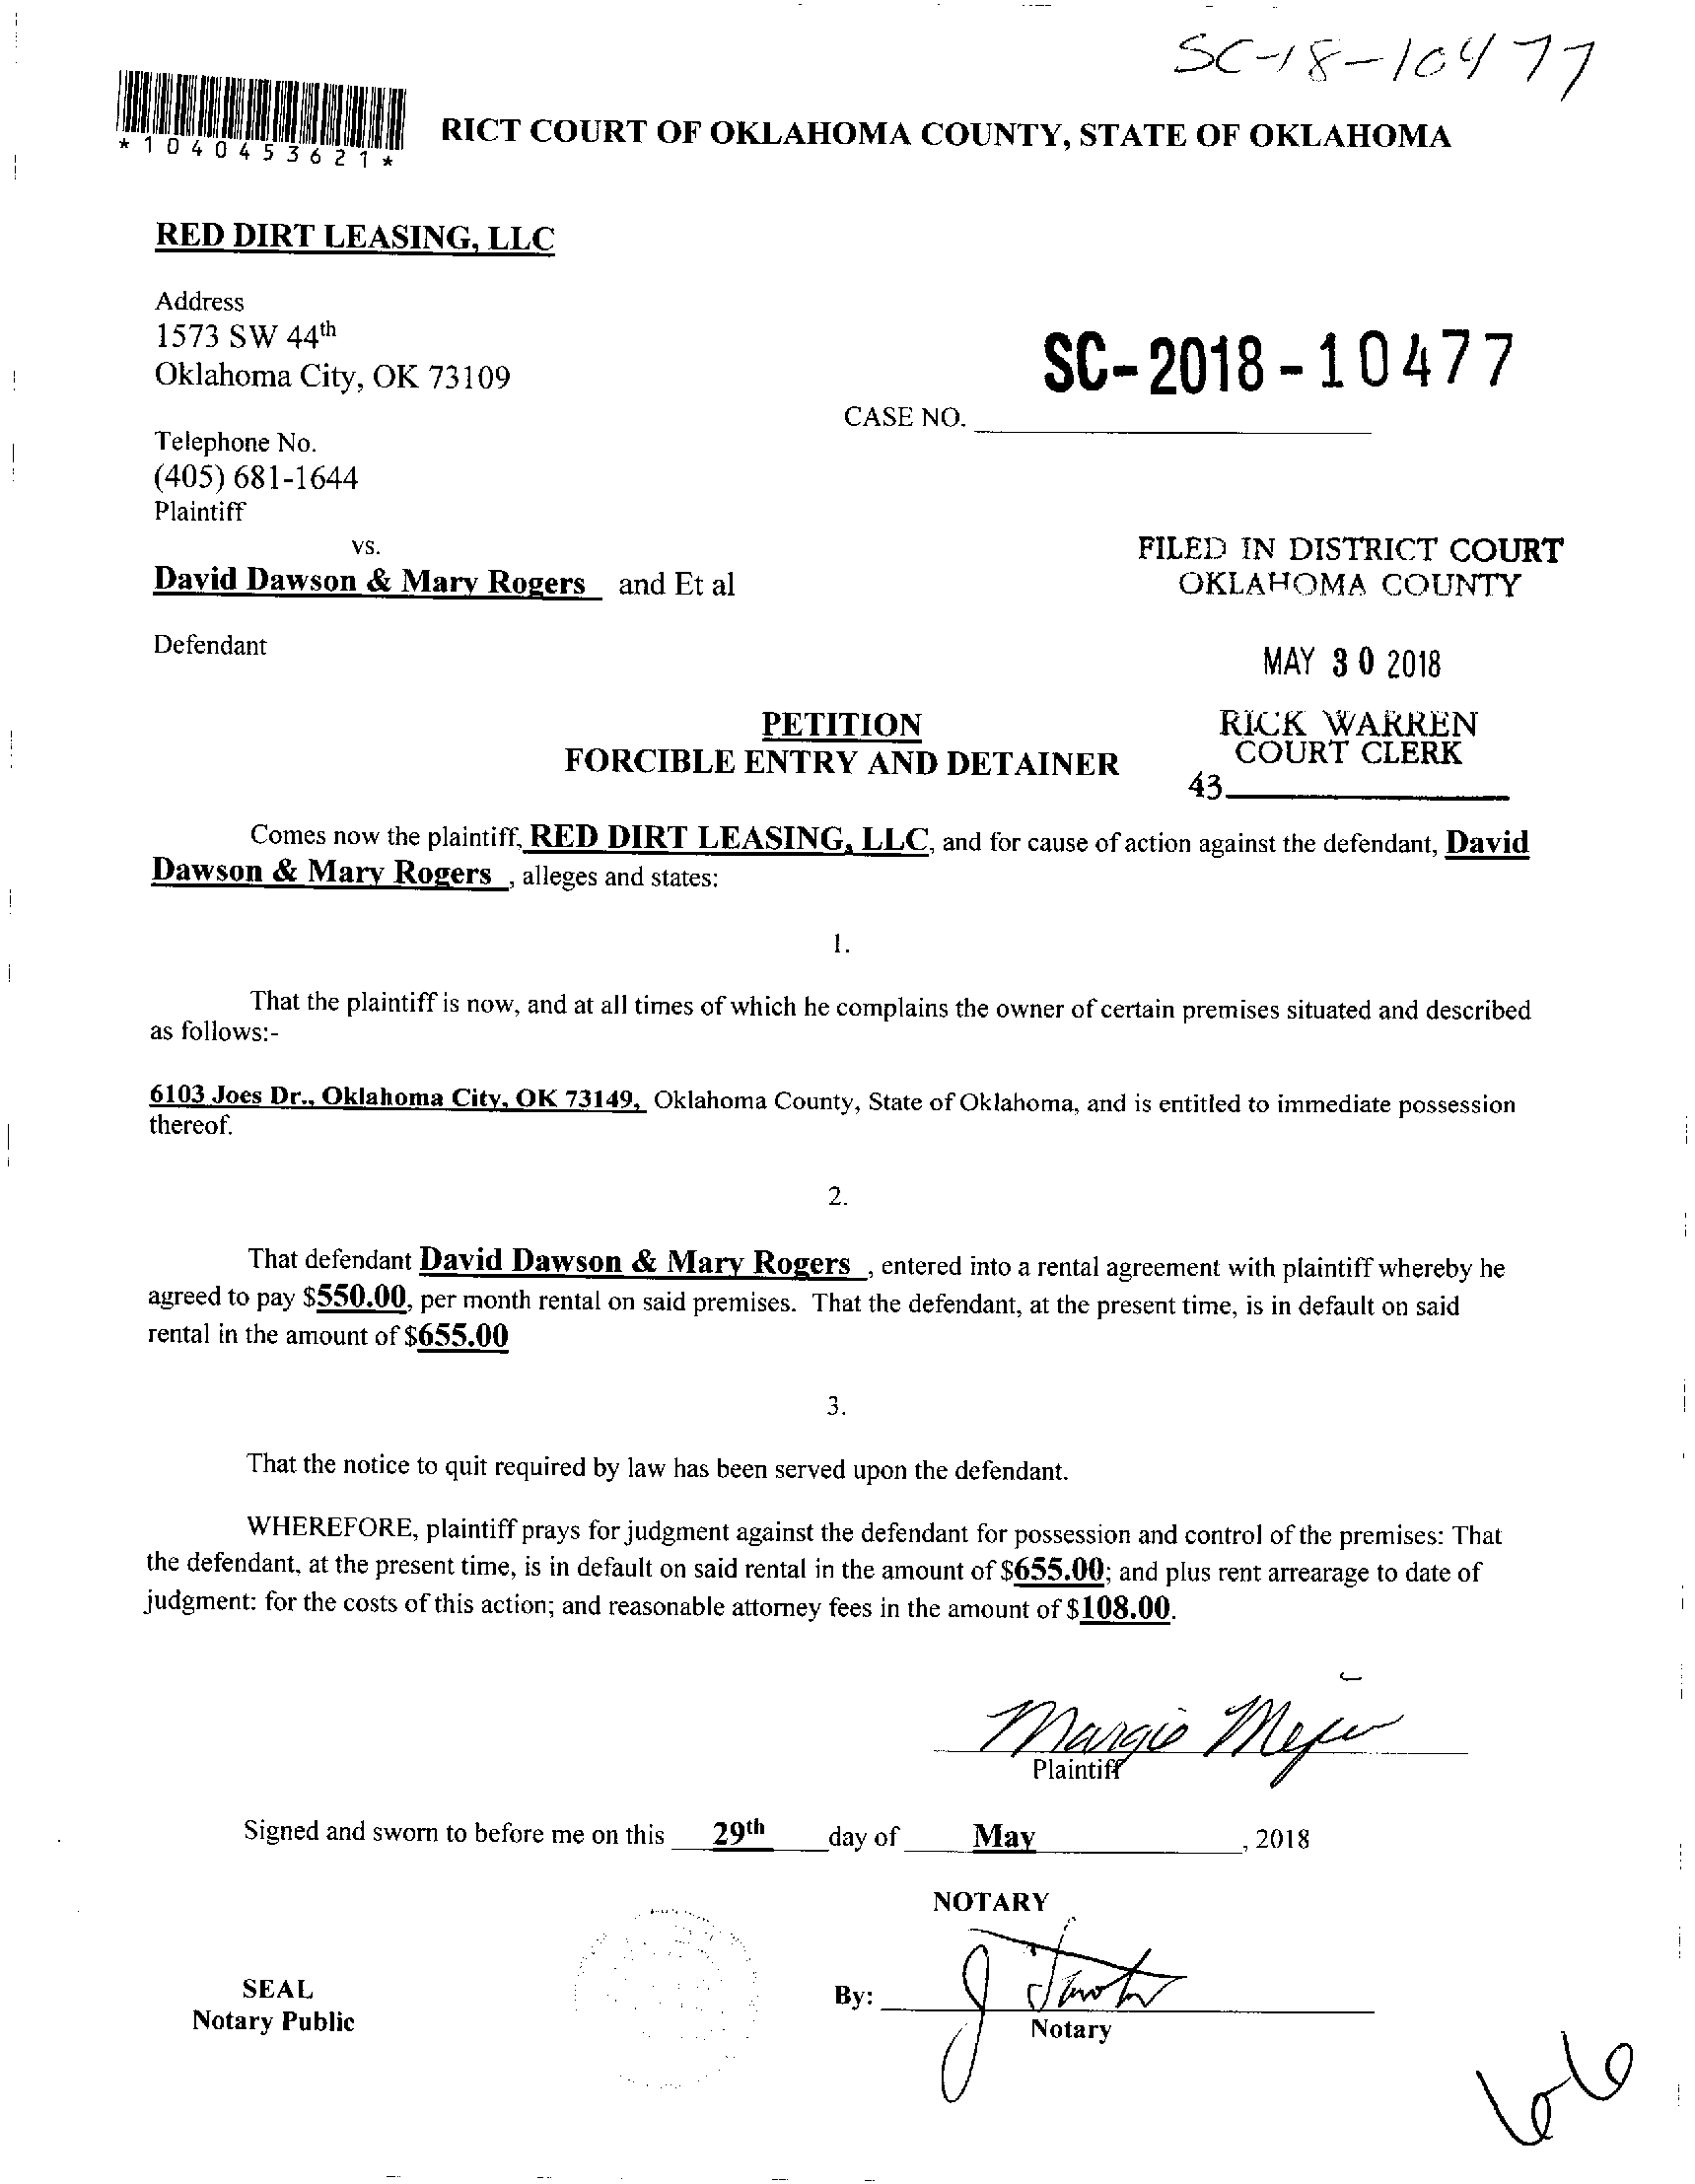 SC-18-10477
*1040453621*
RICT COURT OF OKLAHOMA COUNTY, STATE OF OKLAHOMA
RED DIRT LEASING, LLC
Address
1573 SW 44th
Oklahoma City, OK 73109
SC-2018-10477
CASE NO.
Telephone No.
(405) 681-1644
Plaintiff
vs.
David Dawson & Mary Rogers and Et al
Defendant
FILED IN DISTRICT COURT
OKLAHOMA COUNTY
MAY 30 2018
RICK WARREN
COURT CLERK
43
PETITION
FORCIBLE ENTRY AND DETAINER
Comes now the plaintiff, RED DIRT LEASING, LLC, and for cause of action against the defendant, David
Dawson & Mary Rogers , alleges and states:
1.
That the plaintiff is now, and at all times of which he complains the owner of certain premises situated and described
as follows:-
6103 Joes Dr., Oklahoma City, OK 73149, Oklahoma County, State of Oklahoma, and is entitled to immediate possession
thereof.
2.
That defendant David Dawson & Mary Rogers , entered into a rental agreement with plaintiff whereby he
agreed to pay $550.00, per month rental on said premises. That the defendant, at the present time, is in default on said
rental in the amount of $655.00
3.
That the notice to quit required by law has been served upon the defendant.
WHEREFORE, plaintiff prays for judgment against the defendant for possession and control of the premises: That
the defendant, at the present time, is in default on said rental in the amount of $655.00; and plus rent arrearage to date of
judgment: for the costs of this action; and reasonable attorney fees in the amount of $108.00.
Margie
Plaintiff
Signed and sworn to before me on this 29th day of May, 2018
NOTARY
SEAL
Notary Public
By:
Notary